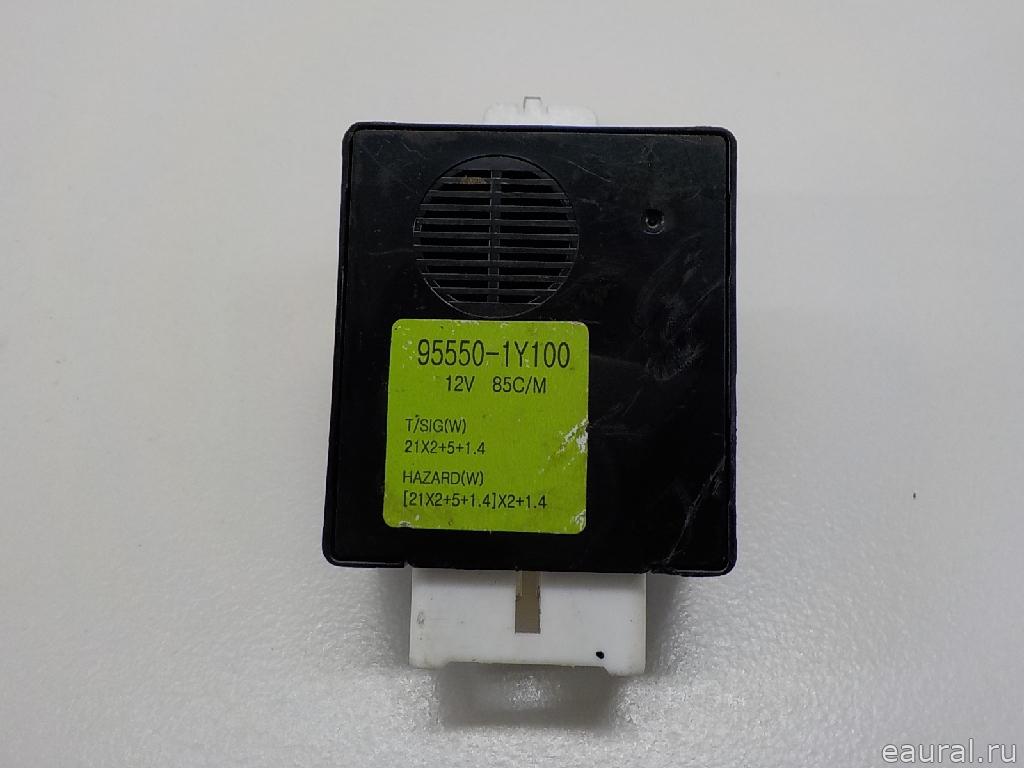 95550-1Y100
12V 85C/M
T/SIG(W)
21X2+5+1.4
HAZARD(W)
[21X2+5+1.4]X2+1.4
eaural.ru